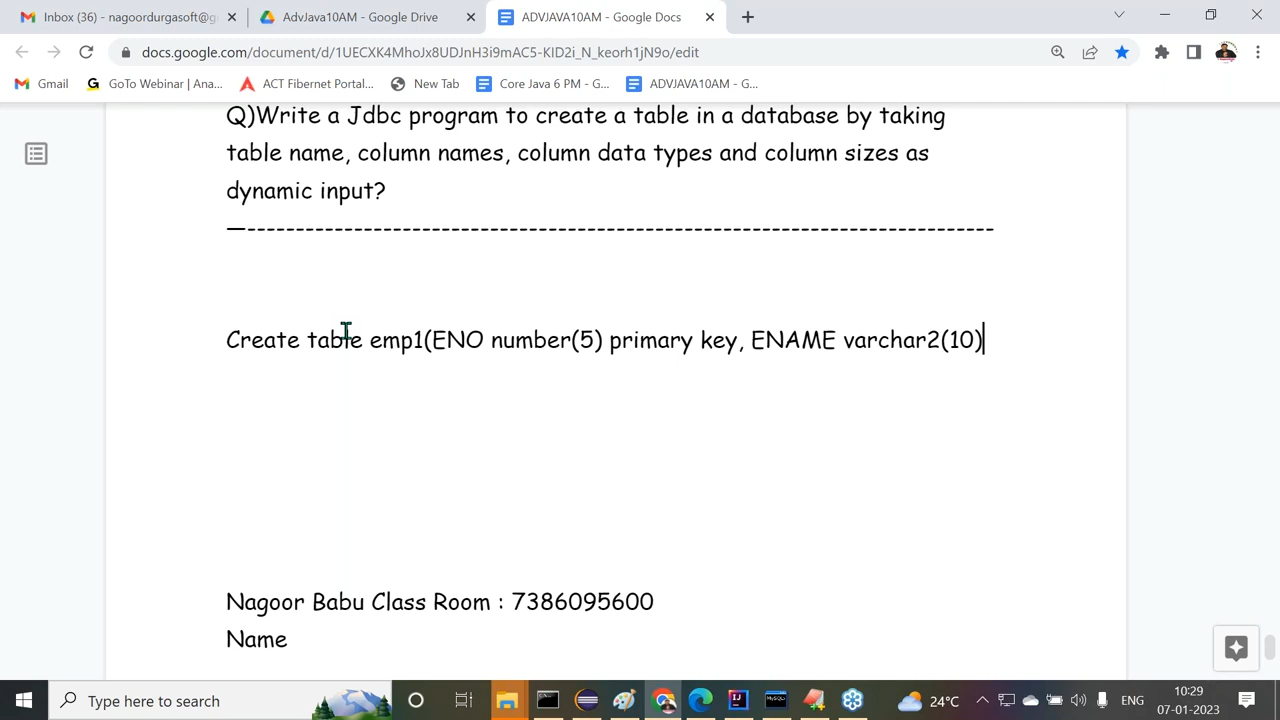 Inbox (36) - nagoordurgasoft@g
AdvJava10AM - Google Drive
ADVJAVA10AM - Google Docs
docs.google.com/document/d/1UECXK4MhoJx8UDJnH3i9mAC5-KID2i_N_keorh1jN9o/edit
Gmail
GoTo Webinar | Ana...
ACT Fibernet Portal...
New Tab
Core Java 6 PM - G...
ADVJAVA10AM - G...
Q)Write a Jdbc program to create a table in a database by taking
table name, column names, column data types and column sizes as
dynamic input?
—-----------------------------------------------------------------------------
Create table emp1(ENO number(5) primary key, ENAME varchar2(10)
Nagoor Babu Class Room : 7386095600
Name
Type here to search
24°C
ENG
10:29
07-01-2023